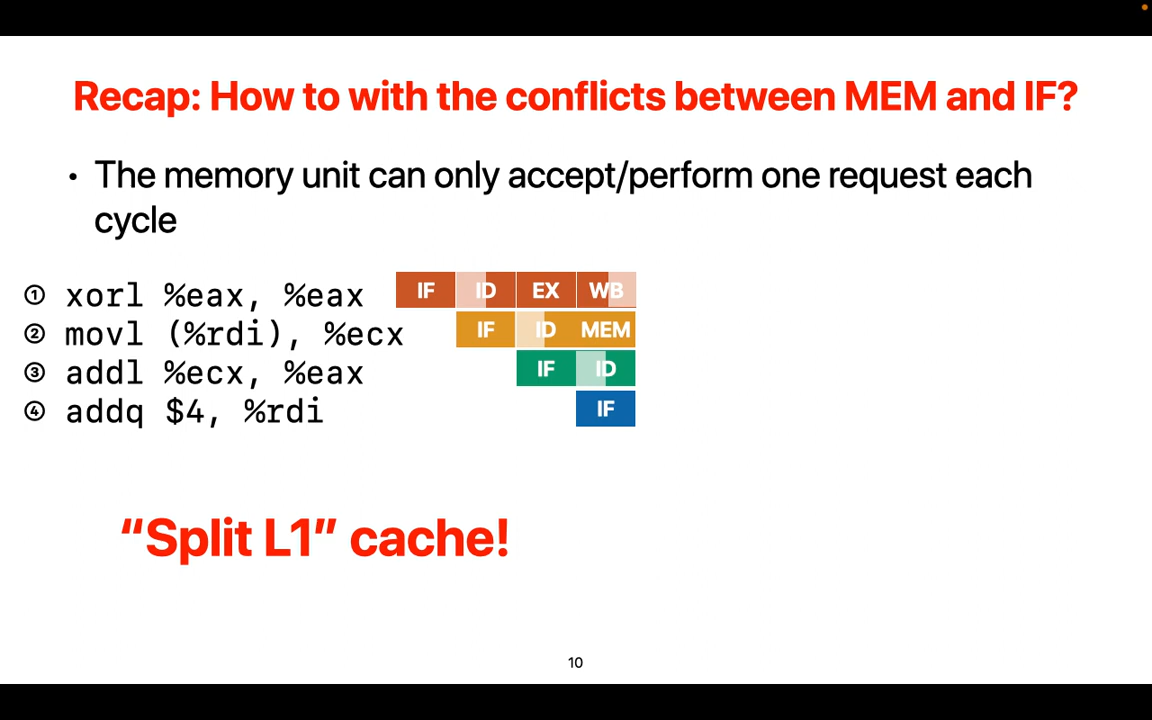 Recap: How to with the conflicts between MEM and IF?
• The memory unit can only accept/perform one request each
cycle
① xorl %eax, %eax IF ID EX WB
② movl (%rdi), %ecx IF ID MEM
③ addl %ecx, %eax IF ID
④ addq $4, %rdi IF
“Split L1” cache!
10